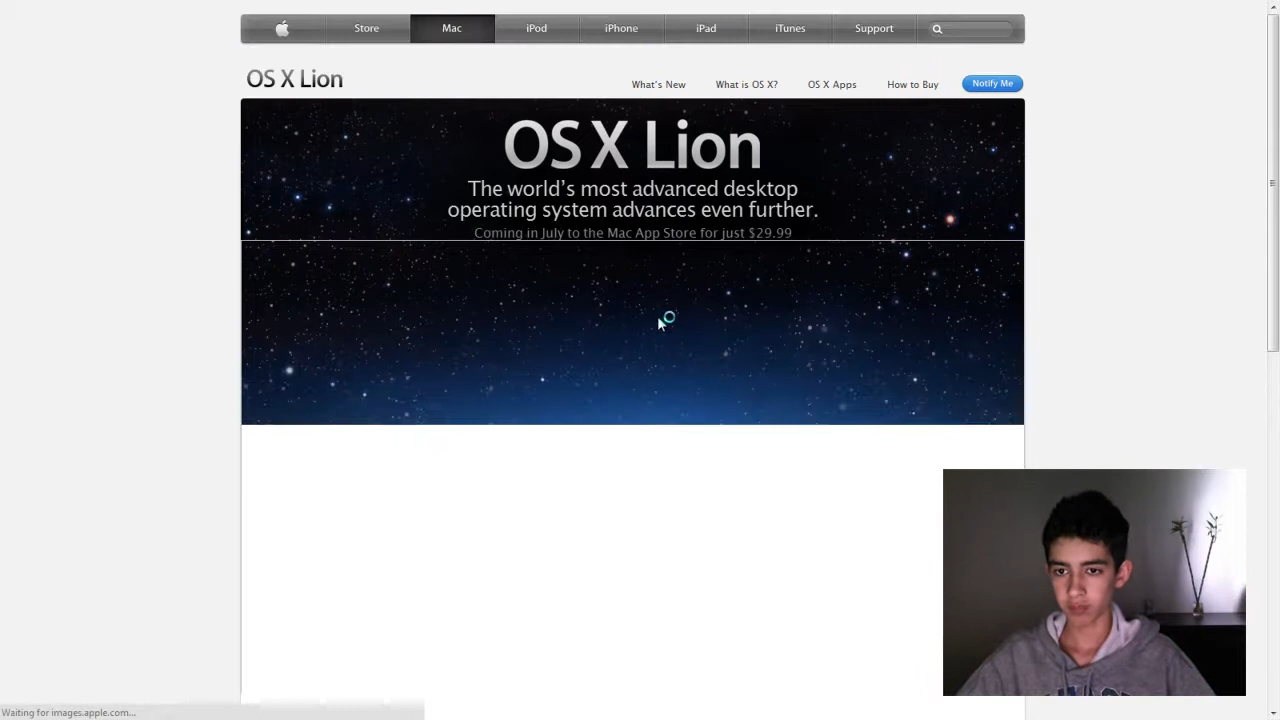 Store
Mac
iPod
iPhone
iPad
iTunes
Support
OS X Lion
What's New
What is OS X?
OS X Apps
How to Buy
Notify Me
OS X Lion
The world's most advanced desktop
operating system advances even further.
Coming in July to the Mac App Store for just $29.99
Waiting for images.apple.com...